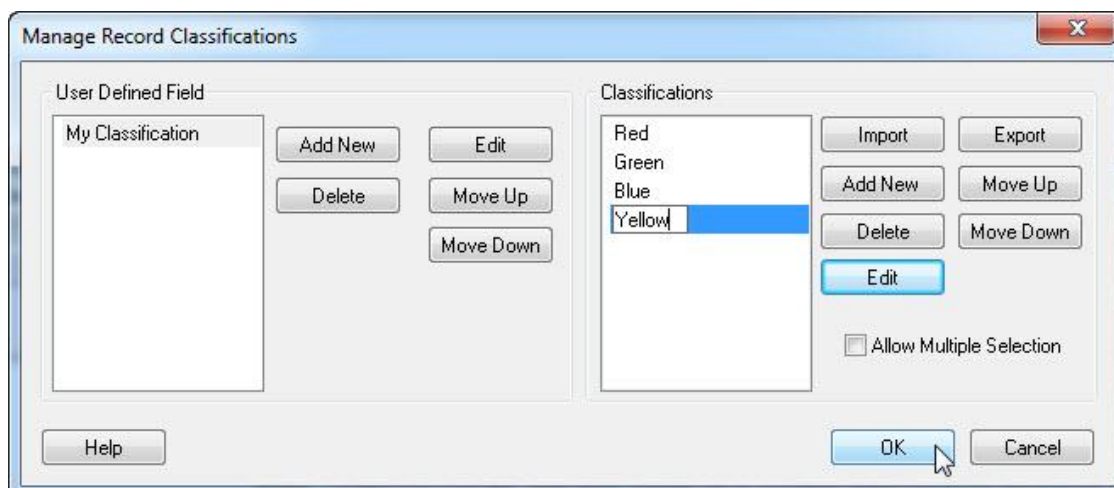 Manage Record Classifications
x
User Defined Field
My Classification
Add New
Edit
Delete
Move Up
Move Down
Classifications
Red
Green
Blue
Yellow
Import
Export
Add New
Move Up
Delete
Move Down
Edit
Allow Multiple Selection
Help
OK
Cancel